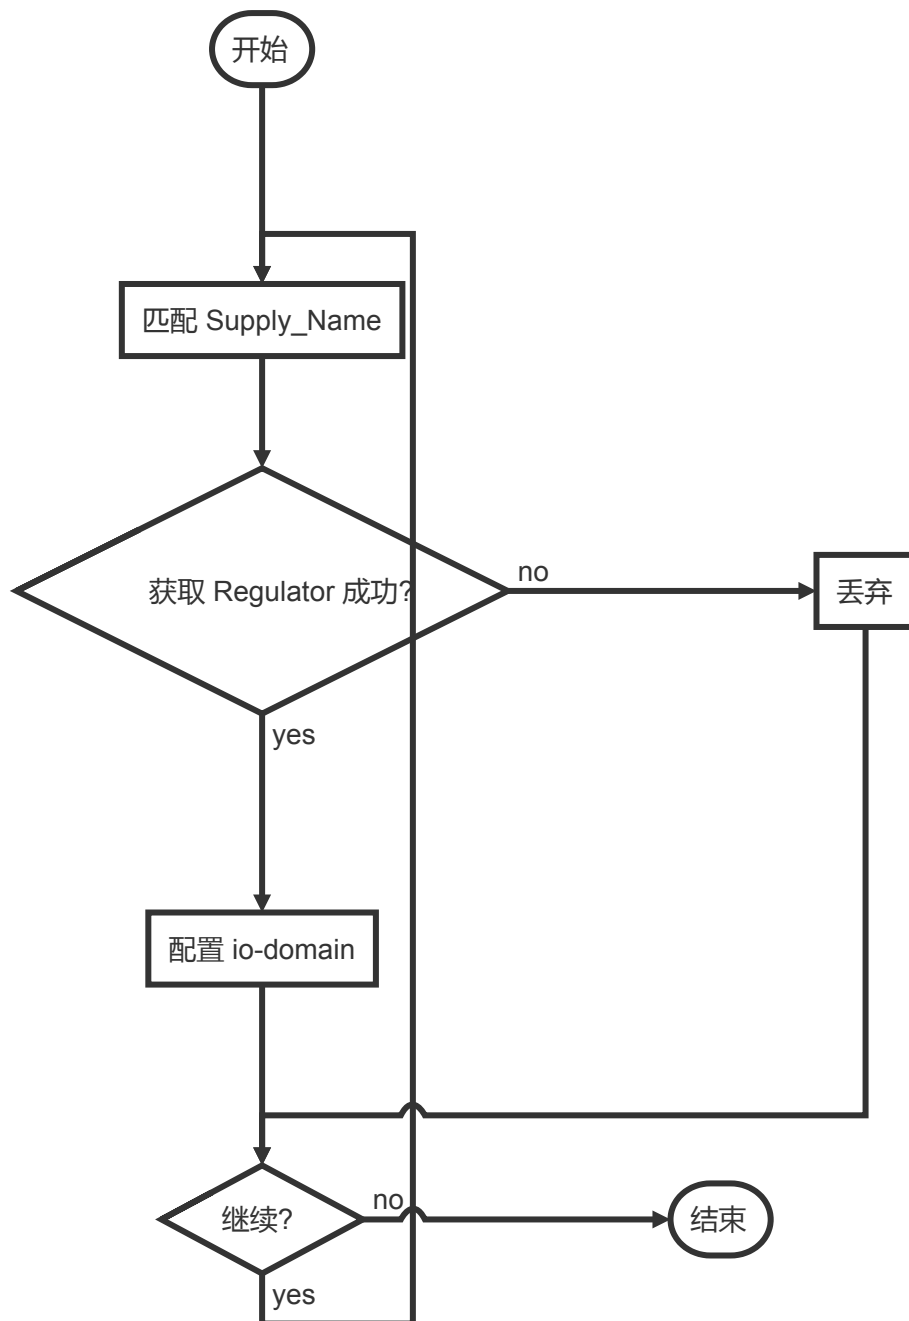 开始
匹配 Supply_Name
获取 Regulator 成功?
no
丢弃
yes
配置 io-domain
继续?
no
结束
yes